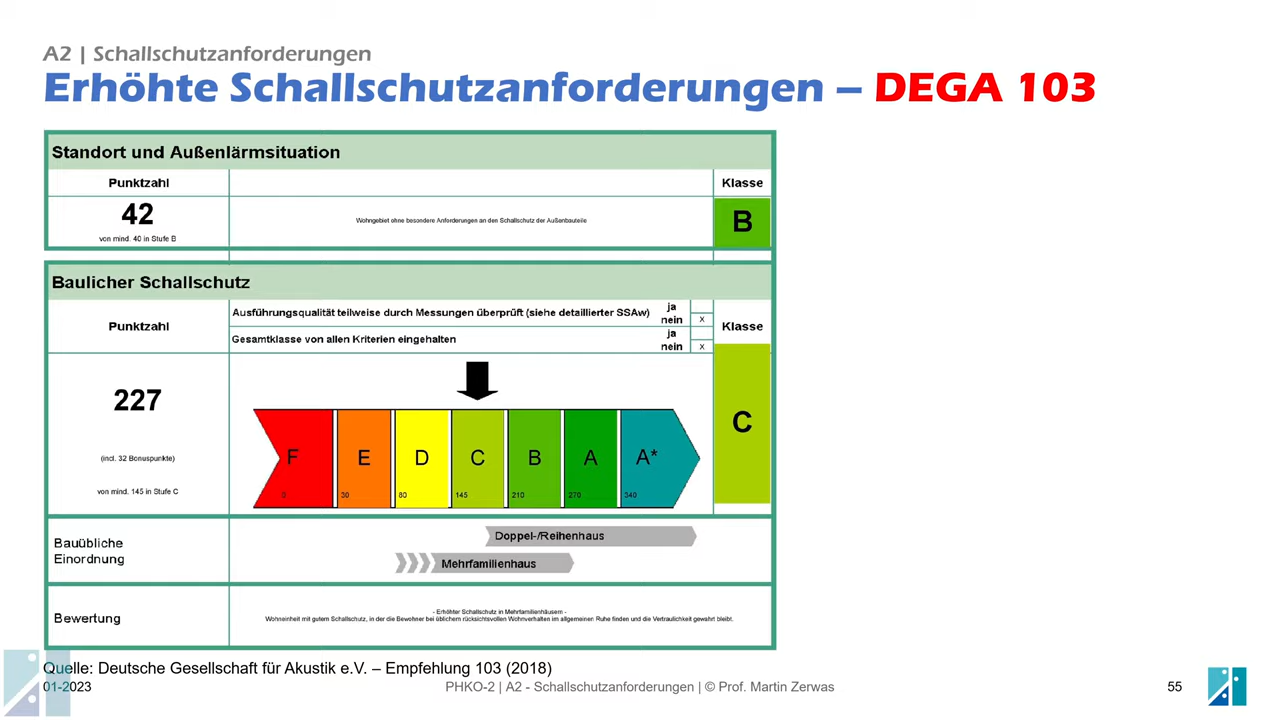 A2 | Schallschutzanforderungen
Erhöhte Schallschutzanforderungen – DEGA 103
Standort und Außenlärmsituation
Punktzahl
Klasse
42
von mind. 40 in Stufe B
Wohngebiet ohne besondere Anforderungen an den Schallschutz der Außenbauteile
B
Baulicher Schallschutz
Punktzahl
Ausführungsqualität teilweise durch Messungen überprüft (siehe detaillierter SSAw)
ja
nein x
Gesamtklasse von allen Kriterien eingehalten
ja
nein x
Klasse
227
(incl. 32 Bonuspunkte)
von mind. 145 in Stufe C
F E D C B A A*
0 30 80 145 210 270 340
C
Bauübliche
Einordnung
Doppel-/Reihenhaus
Mehrfamilienhaus
Bewertung
- Erhöhter Schallschutz in Mehrfamilienhäusern -
Wohneinheit mit gutem Schallschutz, in der die Bewohner bei üblichem rücksichtsvollen Wohnverhalten im allgemeinen Ruhe finden und die Vertraulichkeit gewahrt bleibt.
Quelle: Deutsche Gesellschaft für Akustik e.V. – Empfehlung 103 (2018)
01-2023
PHKO-2 | A2 - Schallschutzanforderungen | © Prof. Martin Zerwas
55